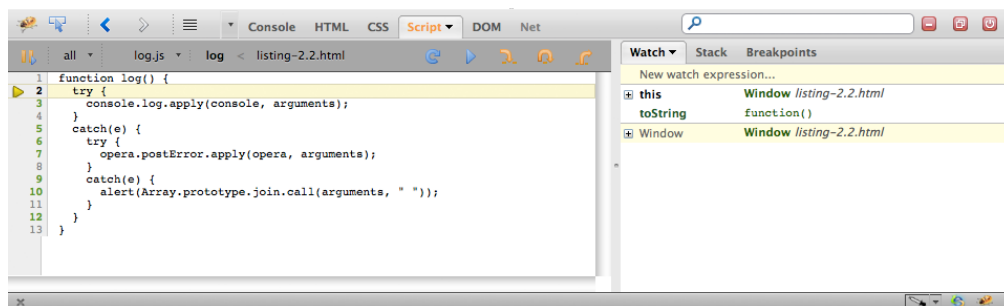 Console HTML CSS Script DOM Net
all log.js log < listing-2.2.html
Watch Stack Breakpoints
New watch expression...
this Window listing-2.2.html
toString function()
Window Window listing-2.2.html
1 function log() {
2 try {
3 console.log.apply(console, arguments);
4 }
5 catch(e) {
6 try {
7 opera.postError.apply(opera, arguments);
8 }
9 catch(e) {
10 alert(Array.prototype.join.call(arguments, " "));
11 }
12 }
13 }